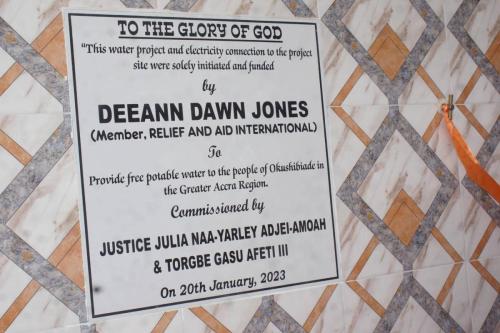 TO THE GLORY OF GOD
"This water project and electricity connection to the project
site were solely initiated and funded
by
DEEANN DAWN JONES
(Member, RELIEF AND AID INTERNATIONAL)
To
Provide free potable water to the people of Okushibiade in
the Greater Accra Region.
Commissioned by
JUSTICE JULIA NAA-YARLEY ADJEI-AMOAH
& TORGBE GASU AFETI III
On 20th January, 2023